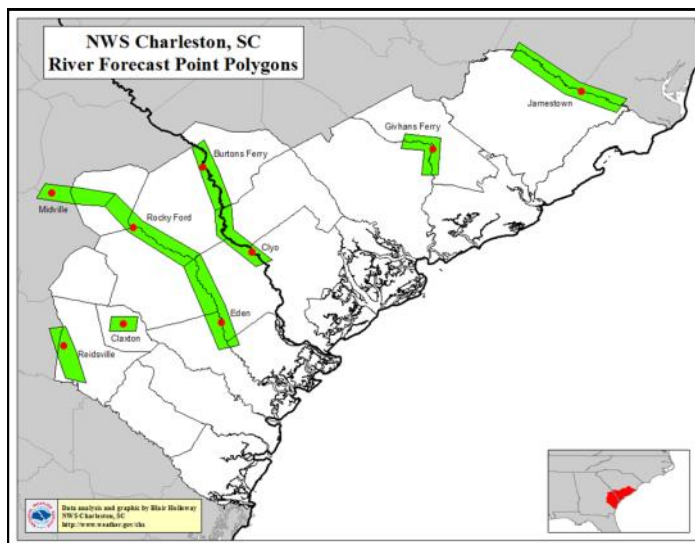 NWS Charleston, SC
River Forecast Point Polygons
Jamestown
Givhans Ferry
Burtons Ferry
Midville
Rocky Ford
Clyo
Eden
Claxton
Reidsville
Data analysis and graphic by Blair Holloway
NWS Charleston, SC
http://www.weather.gov/chs